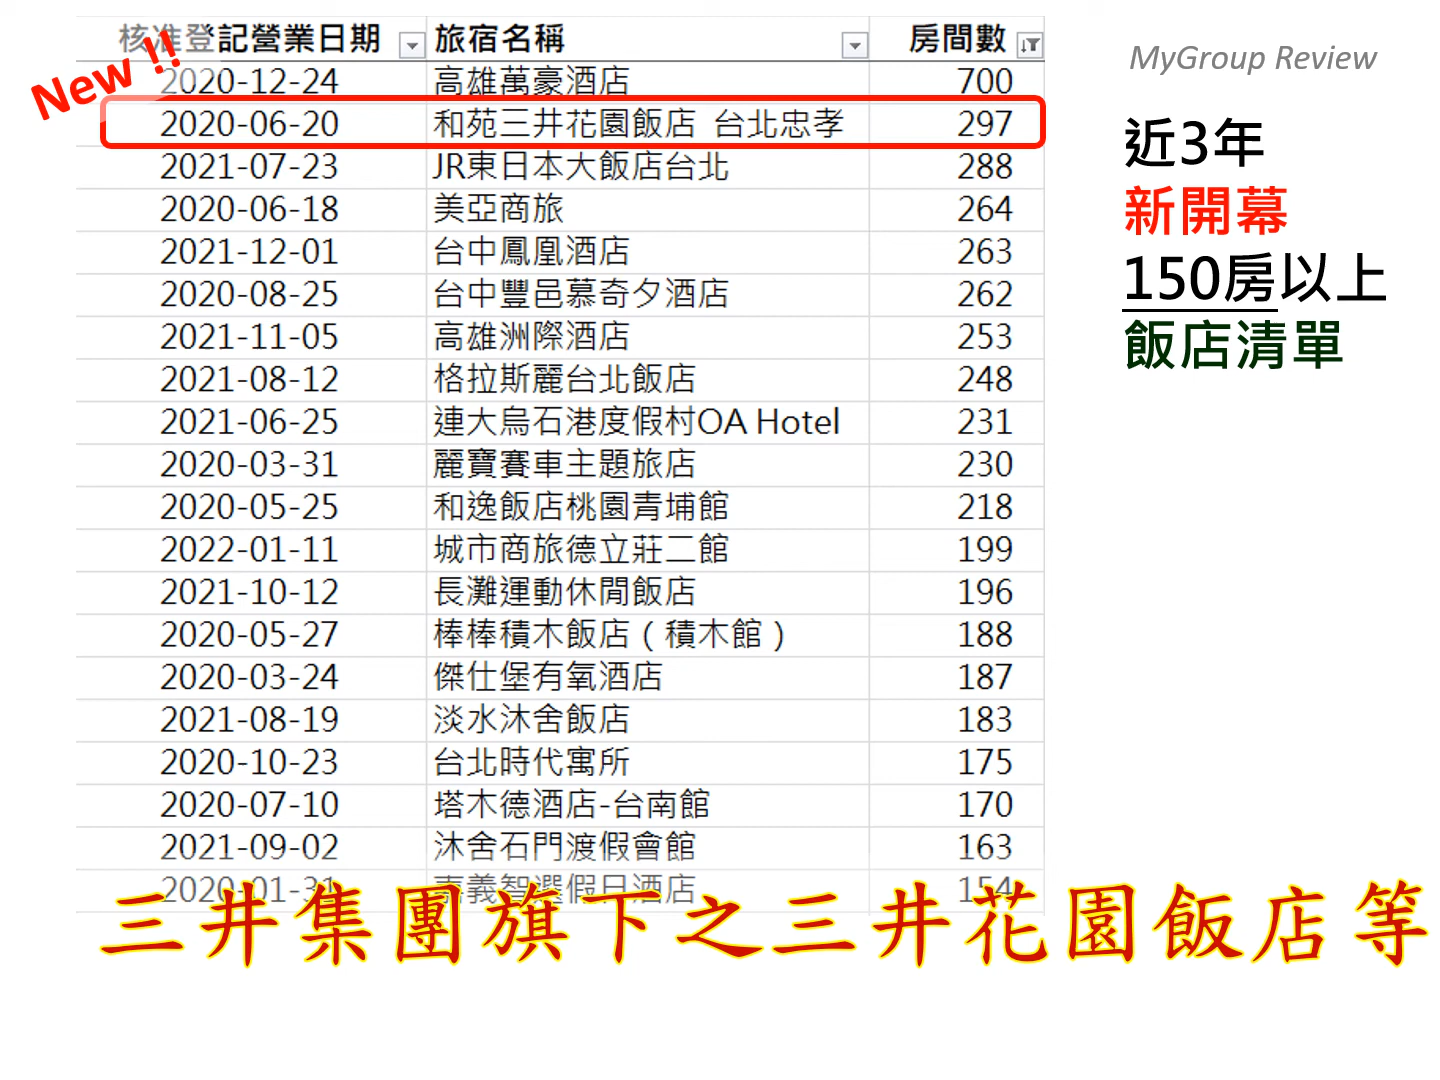 核准登記營業日期 旅宿名稱 房間數
New !!
2020-12-24 高雄萬豪酒店 700
2020-06-20 和苑三井花園飯店 台北忠孝 297
2021-07-23 JR東日本大飯店台北 288
2020-06-18 美亞商旅 264
2021-12-01 台中鳳凰酒店 263
2020-08-25 台中豐邑慕奇夕酒店 262
2021-11-05 高雄洲際酒店 253
2021-08-12 格拉斯麗台北飯店 248
2021-06-25 連大烏石港度假村OA Hotel 231
2020-03-31 麗寶賽車主題旅店 230
2020-05-25 和逸飯店桃園青埔館 218
2022-01-11 城市商旅德立莊二館 199
2021-10-12 長灘運動休閒飯店 196
2020-05-27 棒棒積木飯店（積木館） 188
2020-03-24 傑仕堡有氧酒店 187
2021-08-19 淡水沐舍飯店 183
2020-10-23 台北時代寓所 175
2020-07-10 塔木德酒店-台南館 170
2021-09-02 沐舍石門渡假會館 163
2020-01-31 嘉義智選假日酒店 154
MyGroup Review
近3年
新開幕
150房以上
飯店清單
三井集團旗下之三井花園飯店等